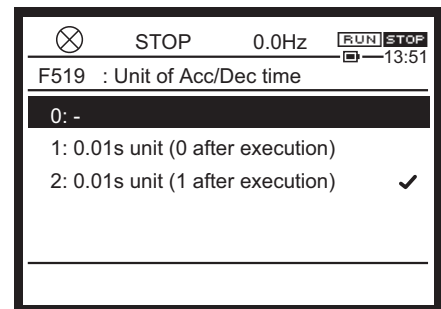 STOP 0.0Hz RUN STOP
13:51
F519 : Unit of Acc/Dec time
0: -
1: 0.01s unit (0 after execution)
2: 0.01s unit (1 after execution)